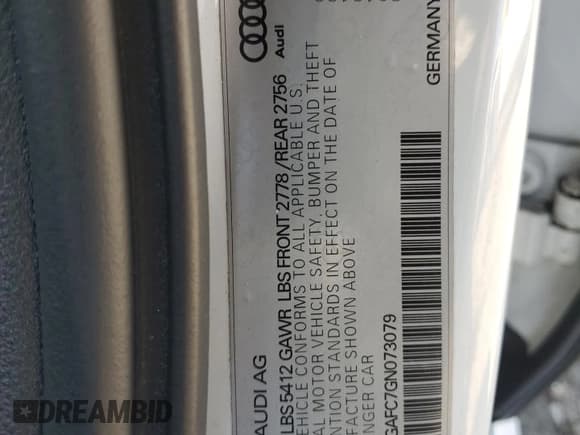 Audi
GERMANY
AUDI AG
LBS 5412 GAWR LBS FRONT 2778 /REAR 2756
EHICLE CONFORMS TO ALL APPLICABLE U.S.
AL MOTOR VEHICLE SAFETY, BUMPER AND THEFT
ENTION STANDARDS IN EFFECT ON THE DATE OF
FACTURE SHOWN ABOVE
NGER CAR
GAFC7GN073079
DREAMBID